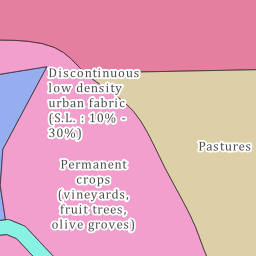 Discontinuous
low density
urban fabric
(S.L. : 10% -
30%)
Pastures
Permanent
crops
(vineyards,
fruit trees,
olive groves)